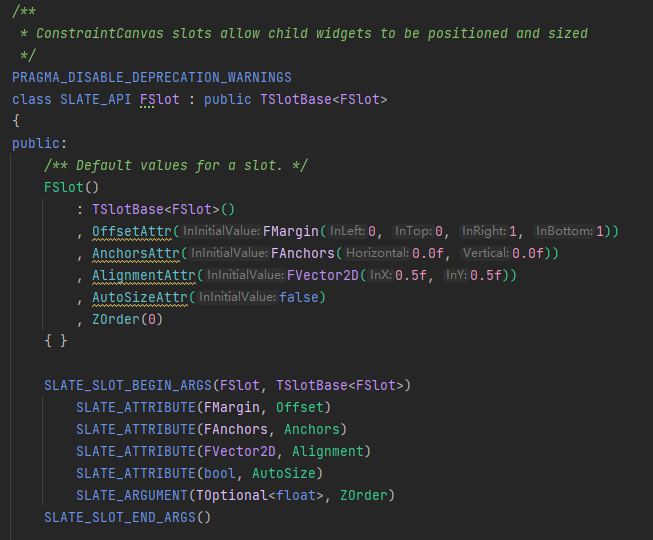 /**
 * ConstraintCanvas slots allow child widgets to be positioned and sized
 */
PRAGMA_DISABLE_DEPRECATION_WARNINGS
class SLATE_API FSlot : public TSlotBase<FSlot>
{
public:
    /** Default values for a slot. */
    FSlot()
        : TSlotBase<FSlot>()
        , OffsetAttr(InInitialValue: FMargin(InLeft: 0, InTop: 0, InRight: 1, InBottom: 1))
        , AnchorsAttr(InInitialValue: FAnchors(Horizontal: 0.0f, Vertical: 0.0f))
        , AlignmentAttr(InInitialValue: FVector2D(InX: 0.5f, InY: 0.5f))
        , AutoSizeAttr(InInitialValue: false)
        , ZOrder(0)
    { }
    SLATE_SLOT_BEGIN_ARGS(FSlot, TSlotBase<FSlot>)
        SLATE_ATTRIBUTE(FMargin, Offset)
        SLATE_ATTRIBUTE(FAnchors, Anchors)
        SLATE_ATTRIBUTE(FVector2D, Alignment)
        SLATE_ATTRIBUTE(bool, AutoSize)
        SLATE_ARGUMENT(TOptional<float>, ZOrder)
    SLATE_SLOT_END_ARGS()